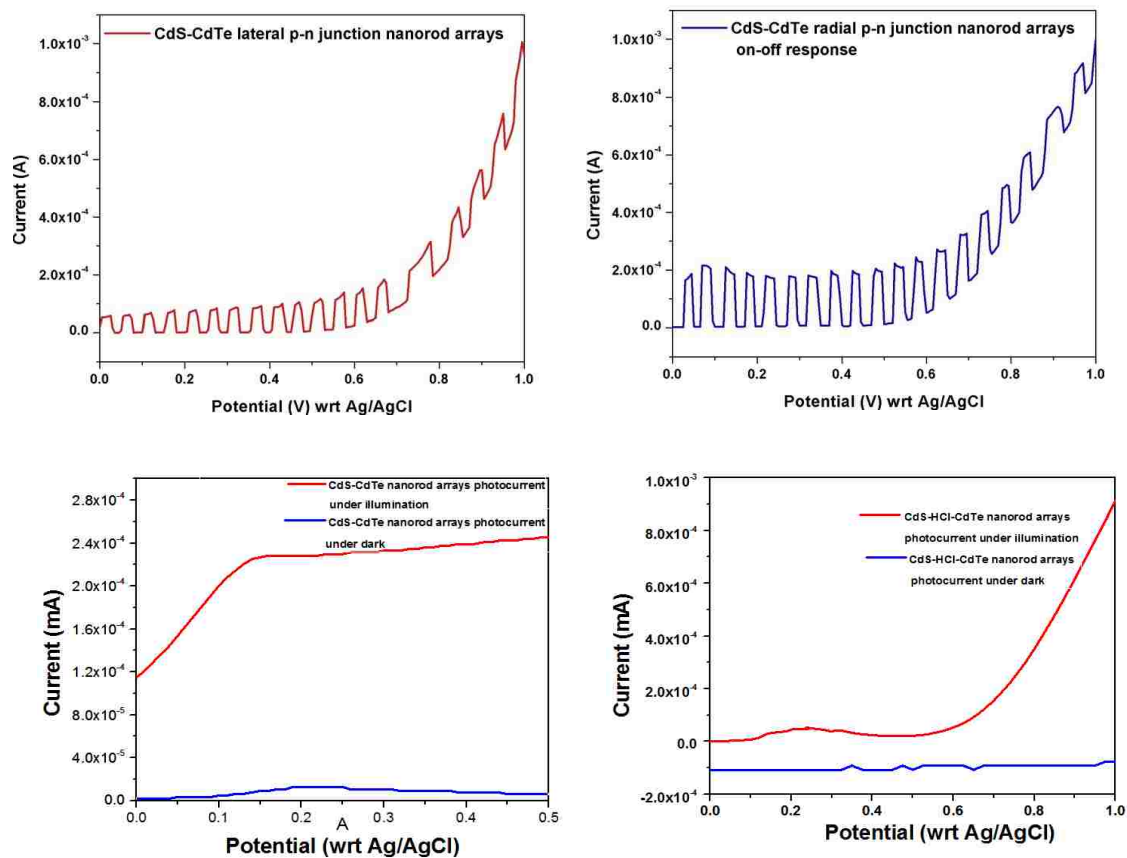 CdS-CdTe lateral p-n junction nanorod arrays
1.0x10⁻³
8.0x10⁻⁴
6.0x10⁻⁴
4.0x10⁻⁴
2.0x10⁻⁴
0.0
Current (A)
0.0 0.2 0.4 0.6 0.8 1.0
Potential (V) wrt Ag/AgCl
CdS-CdTe radial p-n junction nanorod arrays
on-off response
1.0x10⁻³
8.0x10⁻⁴
6.0x10⁻⁴
4.0x10⁻⁴
2.0x10⁻⁴
0.0
Current (A)
0.0 0.2 0.4 0.6 0.8 1.0
Potential (V) wrt Ag/AgCl
CdS-CdTe nanorod arrays photocurrent
under illumination
CdS-CdTe nanorod arrays photocurrent
under dark
2.8x10⁻⁴
2.4x10⁻⁴
2.0x10⁻⁴
1.6x10⁻⁴
1.2x10⁻⁴
8.0x10⁻⁵
4.0x10⁻⁵
0.0
Current (mA)
0.0 0.1 0.2 0.3 0.4 0.5
A
Potential (wrt Ag/AgCl)
CdS-HCl-CdTe nanorod arrays
photocurrent under illumination
CdS-HCl-CdTe nanorod arrays
photocurrent under dark
1.0x10⁻³
8.0x10⁻⁴
6.0x10⁻⁴
4.0x10⁻⁴
2.0x10⁻⁴
0.0
-2.0x10⁻⁴
Current (mA)
0.0 0.2 0.4 0.6 0.8 1.0
Potential (wrt Ag/AgCl)